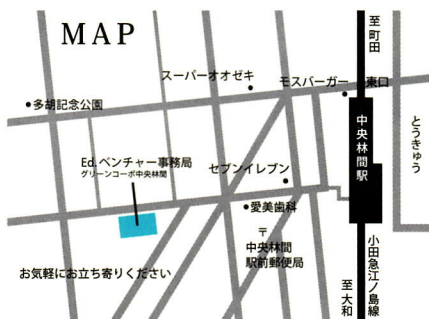 MAP
至町田
スーパーオオゼキ
モスバーガー
東口
多胡記念公園
中央林間駅
とうきゅう
Ed.ベンチャー事務局
グリーンコーポ中央林間
セブンイレブン
愛美歯科
〒
中央林間
駅前郵便局
お気軽にお立ち寄りください
小田急江ノ島線
至大和